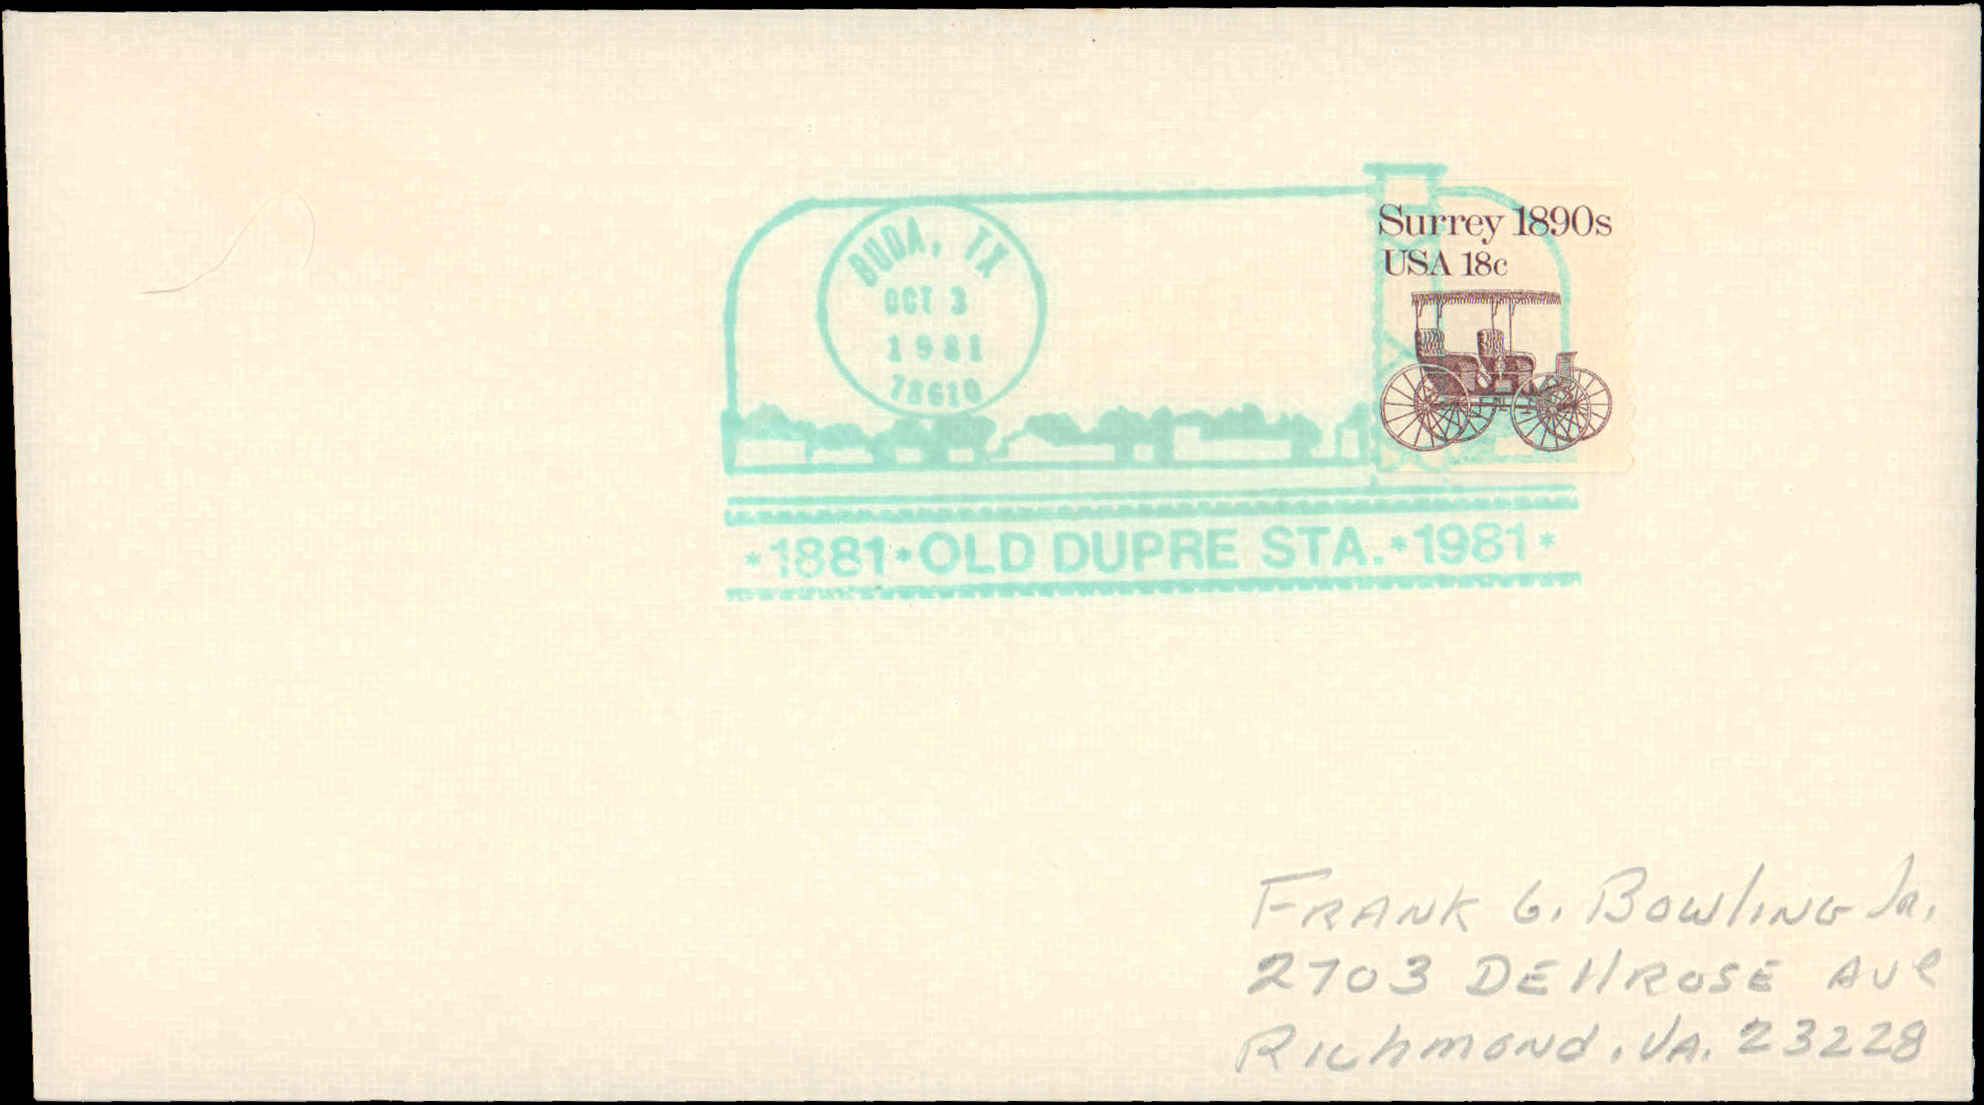 BUDA, TX
OCT 3
1981
78610
Surrey 1890s
USA 18c
*1881*OLD DUPRE STA.*1981*
FRANK G. BOWLING Jr.
2703 DEllROSE AVE
RIchmOND, VA. 23228